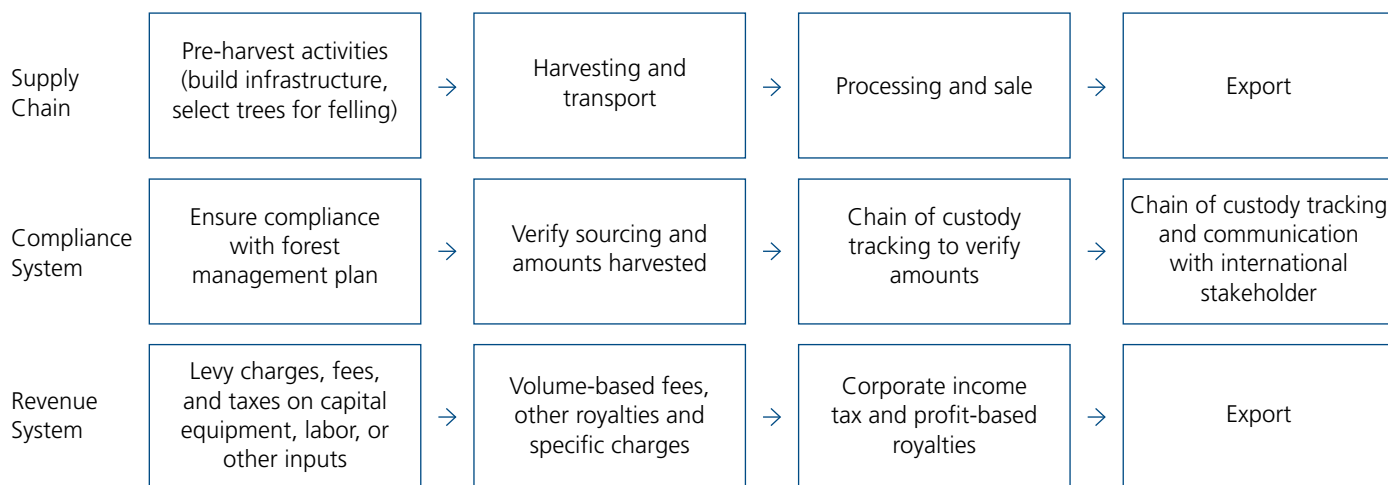 Supply
Chain
Pre-harvest activities
(build infrastructure,
select trees for felling)
Harvesting and
transport
Processing and sale
Export
Compliance
System
Ensure compliance
with forest
management plan
Verify sourcing and
amounts harvested
Chain of custody
tracking to verify
amounts
Chain of custody tracking
and communication
with international
stakeholder
Revenue
System
Levy charges, fees,
and taxes on capital
equipment, labor, or
other inputs
Volume-based fees,
other royalties and
specific charges
Corporate income
tax and profit-based
royalties
Export